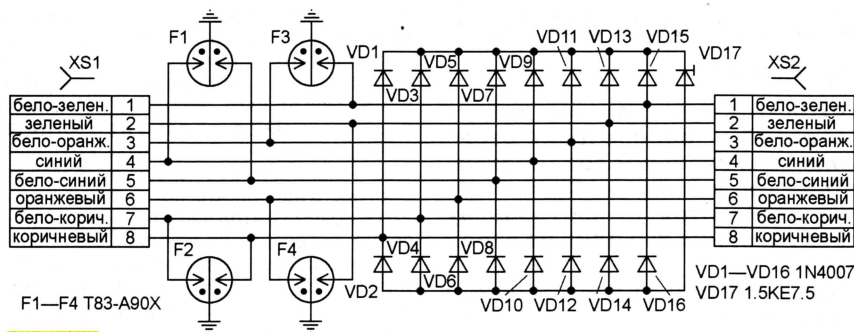 F1
F3
VD1
VD5
VD9
VD11
VD13
VD15
VD17
XS1
XS2
VD3
VD7
бело-зелен. 1
зеленый 2
бело-оранж. 3
синий 4
бело-синий 5
оранжевый 6
бело-корич. 7
коричневый 8
1 бело-зелен.
2 зеленый
3 бело-оранж.
4 синий
5 бело-синий
6 оранжевый
7 бело-корич.
8 коричневый
F2
F4
VD4
VD8
VD2
VD6
VD10
VD12
VD14
VD16
F1—F4 T83-A90X
VD1—VD16 1N4007
VD17 1.5KE7.5